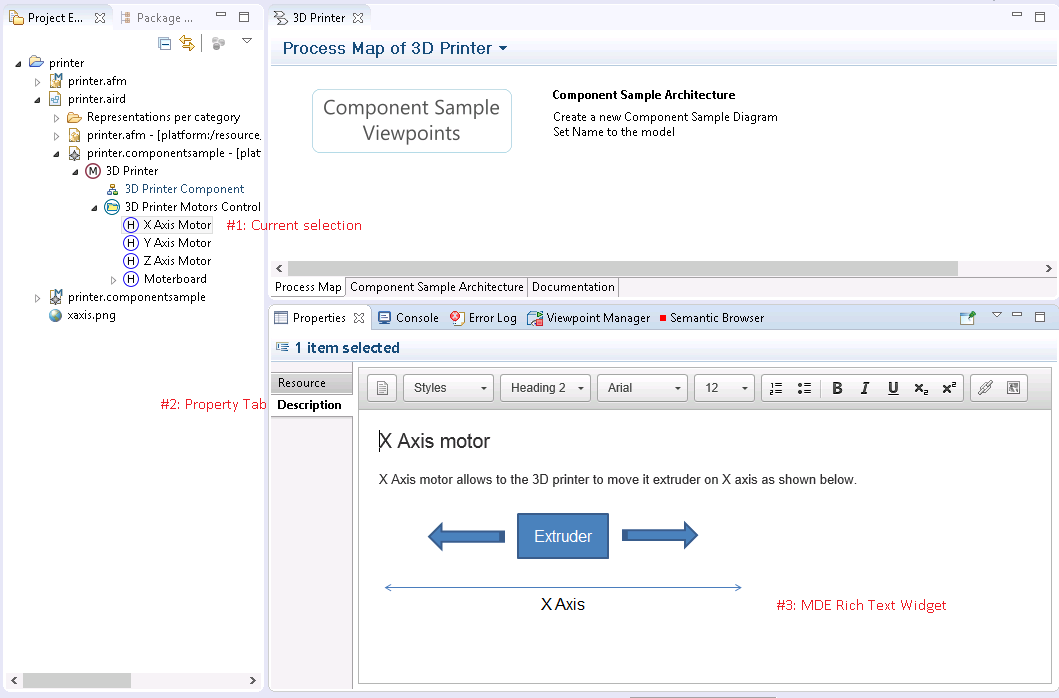 Project E...
Package ...
printer
printer.afm
printer.aird
Representations per category
printer.afm - [platform:/resource,
printer.componentsample - [plat
3D Printer
3D Printer Component
3D Printer Motors Control
X Axis Motor
#1: Current selection
Y Axis Motor
Z Axis Motor
Moterboard
printer.componentsample
xaxis.png
3D Printer
Process Map of 3D Printer
Component Sample
Viewpoints
Component Sample Architecture
Create a new Component Sample Diagram
Set Name to the model
Process Map
Component Sample Architecture
Documentation
Properties
Console
Error Log
Viewpoint Manager
Semantic Browser
1 item selected
Resource
#2: Property Tab
Description
Styles
Heading 2
Arial
12
B
I
U
X2
X2
X Axis motor
X Axis motor allows to the 3D printer to move it extruder on X axis as shown below.
Extruder
X Axis
#3: MDE Rich Text Widget